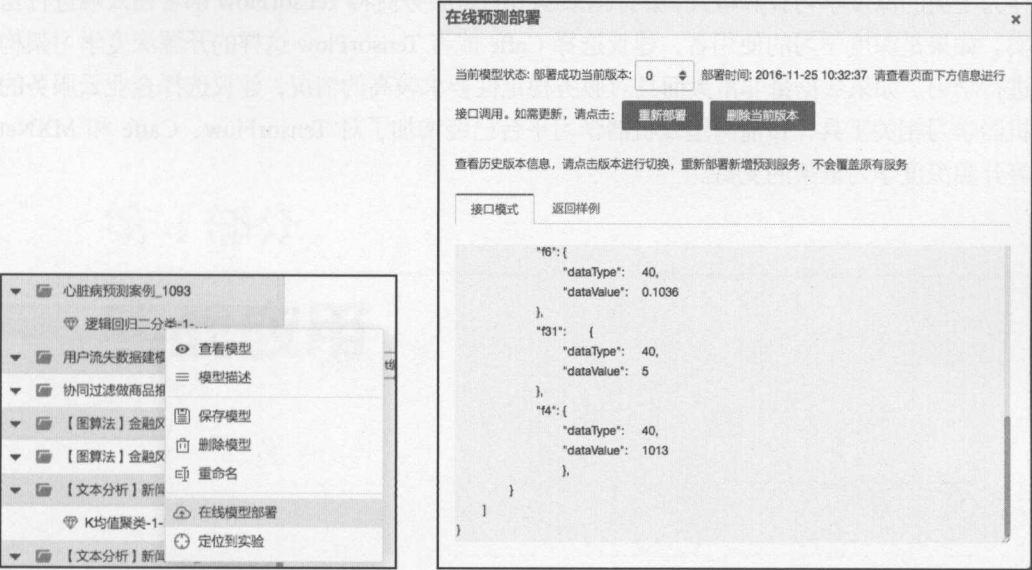 心脏病预测案例_1093
逻辑回归二分类-1-...
用户流失数据建模
协同过滤做商品推
【图算法】金融风
【图算法】金融风
【文本分析】新闻
K均值聚类-1-
【文本分析】新闻
查看模型
模型描述
保存模型
删除模型
重命名
在线模型部署
定位到实验
在线预测部署 ×
当前模型状态: 部署成功当前版本: 0 部署时间: 2016-11-25 10:32:37 请查看页面下方信息进行
接口调用。如需更新，请点击： 重新部署 删除当前版本
查看历史版本信息，请点击版本进行切换，重新部署新增预测服务，不会覆盖原有服务
接口模式 返回样例
"f6": {
"dataType": 40,
"dataValue": 0.1036
},
"f31": {
"dataType": 40,
"dataValue": 5
},
"f4": {
"dataType": 40,
"dataValue": 1013
},
}
]
}